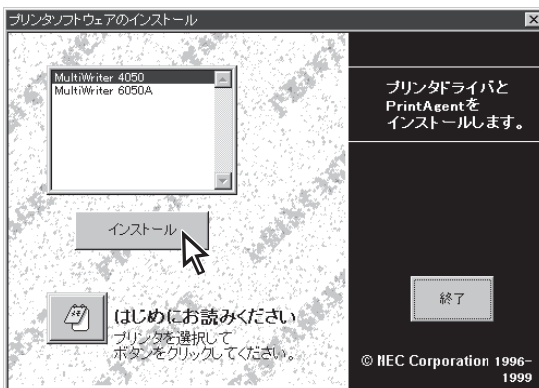 プリンタソフトウェアのインストール
MultiWriter 4050
MultiWriter 6050A
インストール
メモ
はじめにお読みください
プリンタを選択して
ボタンをクリックしてください。
プリンタドライバと
PrintAgentを
インストールします。
終了
© NEC Corporation 1996-
1999